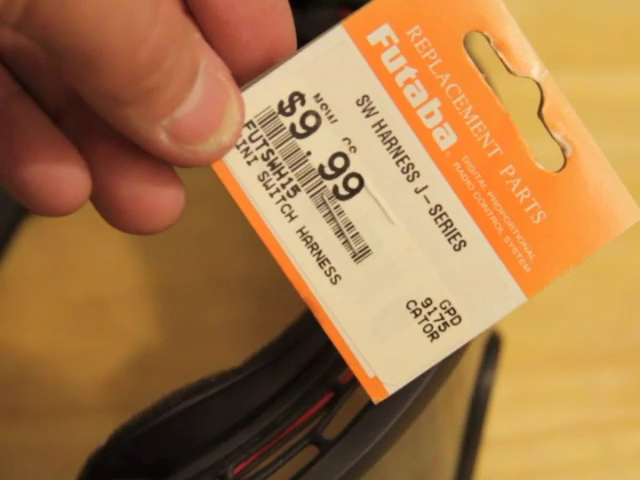 REPLACEMENT PARTS
Futaba®
DIGITAL PROPORTIONAL
RADIO CONTROL SYSTEM
SW HARNESS J-SERIES
$9.99
FUTSWH15
INI SWITCH HARNESS
GPD
9175
CATOR